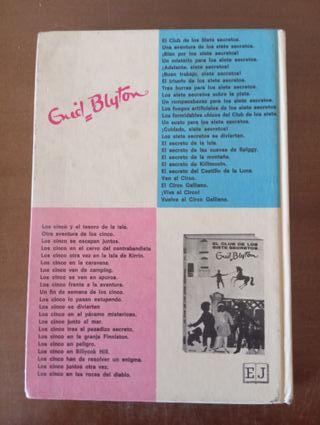 Enid Blyton
El Club de los Siete secretos.
Una aventura de los siete secretos.
¡Bien por los siete secretos!
Un misterio para los siete secretos.
¡Adelante, siete secretos!
¡Buen trabajo, siete secretos!
El triunfo de los siete secretos.
Tres hurras para los siete secretos.
Los siete secretos sobre la pista.
Un rompecabezas para los siete secretos.
Los fuegos artificiales de los siete secretos.
Los formidables chicos del Club de los siete.
Un susto para los siete secretos.
¡Cuidado, siete secretos!
Los siete secretos se divierten.
El secreto de la isla.
El secreto de las cuevas de Spiggy.
El secreto de la montaña.
El secreto de Killimooin.
El secreto del Castillo de la Luna.
Van al Circo.
El Circo Galliano.
¡Viva el Circo!
Vuelve el Circo Galliano.
Los cinco y el tesoro de la isla.
Otra aventura de los cinco.
Los cinco se escapan juntos.
Los cinco en el cerro del contrabandista
Los cinco otra vez en la isla de Kirrin.
Los cinco en la caravana.
Los cinco van de camping.
Los cinco se ven en apuros.
Los cinco frente a la aventura.
Un fin de semana de los cinco.
Los cinco lo pasan estupendo.
Los cinco se divierten
Los cinco en el páramo misterioso.
Los cinco junto al mar.
Los cinco tras el pasadizo secreto.
Los cinco en la granja Finniston.
Los cinco en peligro.
Los cinco en Billycok Hill.
Los cinco han de resolver un enigma.
Los cinco juntos otra vez.
Los cinco en las rocas del diablo.
EL CLUB DE LOS
SIETE SECRETOS
Enid Blyton
EJ